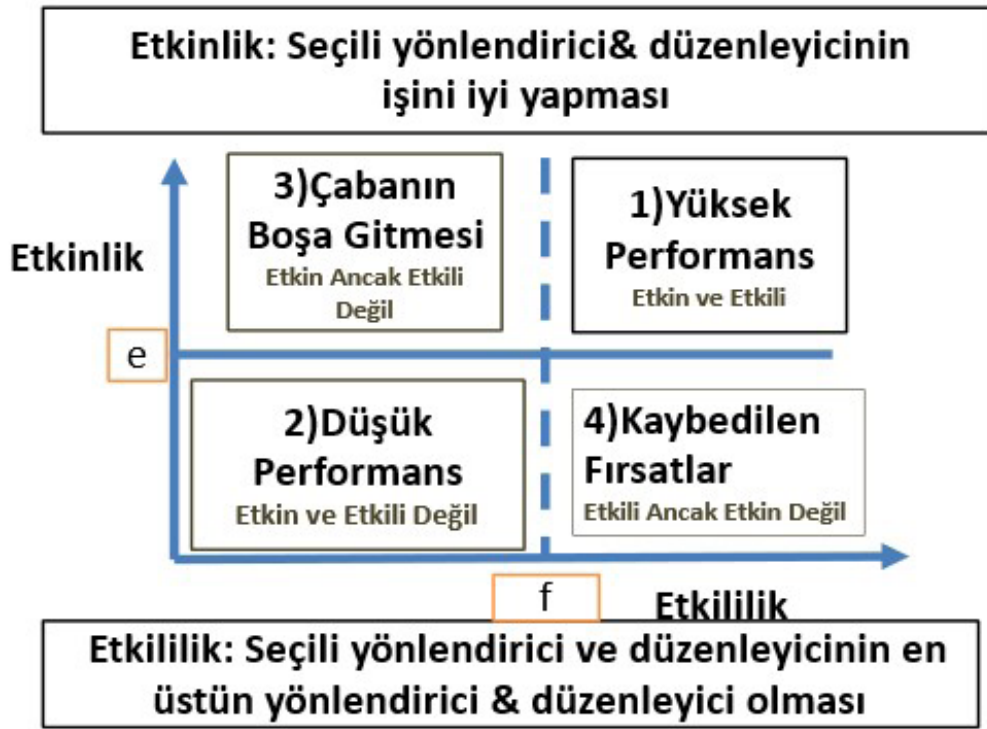 Etkinlik: Seçili yönlendirici& düzenleyicinin
işini iyi yapması
Etkinlik
3)Çabanın
Boşa Gitmesi
Etkin Ancak Etkili
Değil
1)Yüksek
Performans
Etkin ve Etkili
e
2)Düşük
Performans
Etkin ve Etkili Değil
4)Kaybedilen
Fırsatlar
Etkili Ancak Etkin Değil
f
Etkililik
Etkililik: Seçili yönlendirici ve düzenleyicinin en
üstün yönlendirici & düzenleyici olması